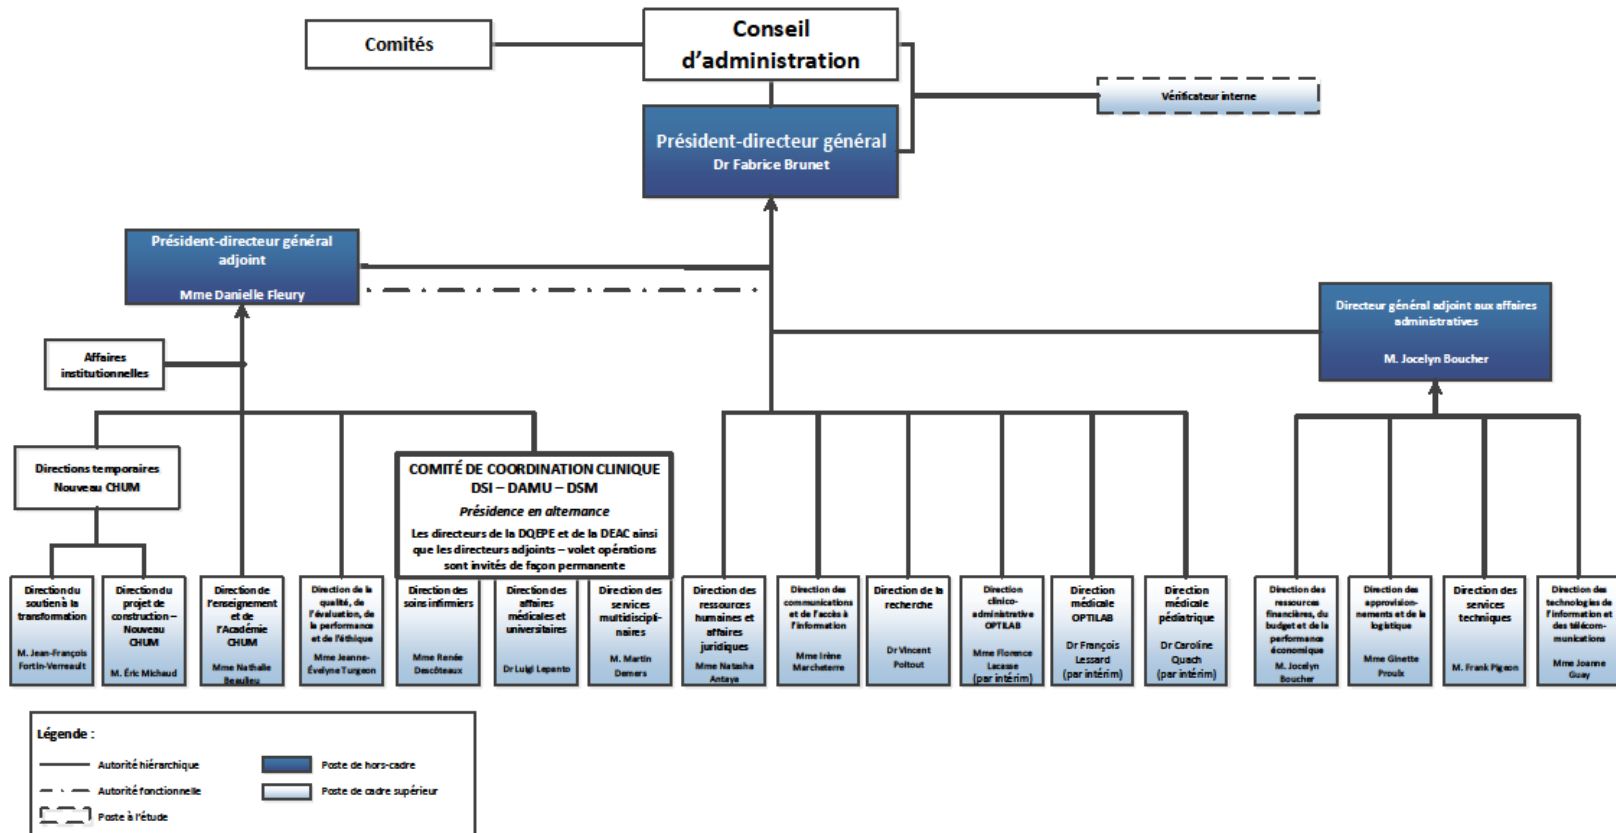 Comités
Conseil
d'administration
Vérificateur interne
Président-directeur général
Dr Fabrice Brunet
Président-directeur général
adjoint
Mme Danielle Fleury
Directeur général adjoint aux affaires
administratives
M. Jocelyn Boucher
Affaires
institutionnelles
Directions temporaires
Nouveau CHUM
COMITÉ DE COORDINATION CLINIQUE
DSI – DAMU – DSM
Présidence en alternance
Les directeurs de la DQEPE et de la DEAC ainsi
que les directeurs adjoints – volet opérations
sont invités de façon permanente
Direction du
soutien à la
transformation
M. Jean-François
Fortin-Verreault
Direction du
projet de
construction –
Nouveau
CHUM
M. Éric Michaud
Direction de
l'enseignement
et de
l'Académie
CHUM
Mme Nathalie
Beaulieu
Direction de la
qualité, de
l'évaluation, de
la performance
et de l'éthique
Mme Jeanne-
Évelyne Turgeon
Direction des
soins infirmiers
Mme Renée
Descôteaux
Direction des
affaires
médicales et
universitaires
Dr Luigi Lepanto
Direction des
services
multidiscipli-
naires
M. Martin
Demers
Direction des
ressources
humaines et
affaires
juridiques
Mme Natasha
Antaya
Direction des
communications
et de l'accès à
l'information
Mme Irène
Marcheterre
Direction de la
recherche
Dr Vincent
Poitout
Direction
clinico-
administrative
OPTILAB
Mme Florence
Lacasse
(par intérim)
Direction
médicale
OPTILAB
Dr François
Lessard
(par intérim)
Direction
médicale
pédiatrique
Dr Caroline
Quach
(par intérim)
Direction des
ressources
financières, du
budget et de la
performance
économique
M. Jocelyn
Boucher
Direction des
approvision-
nements et de la
logistique
Mme Ginette
Proulx
Direction des
services
techniques
M. Frank Pigeon
Direction des
technologies de
l'information et
des télécom-
munications
Mme Joanne
Guay
Légende :
Autorité hiérarchique
Poste de hors-cadre
Autorité fonctionnelle
Poste de cadre supérieur
Poste à l'étude